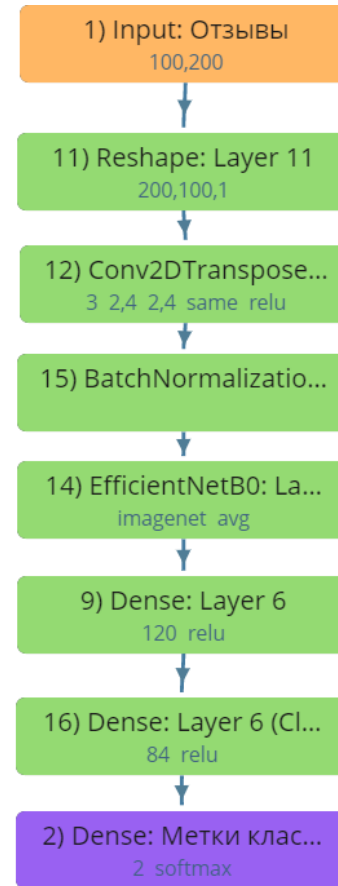 1) Input: Отзывы
100,200
11) Reshape: Layer 11
200,100,1
12) Conv2DTranspose...
3 2,4 2,4 same relu
15) BatchNormalizatio...
14) EfficientNetB0: La...
imagenet avg
9) Dense: Layer 6
120 relu
16) Dense: Layer 6 (Cl...
84 relu
2) Dense: Метки клас...
2 softmax